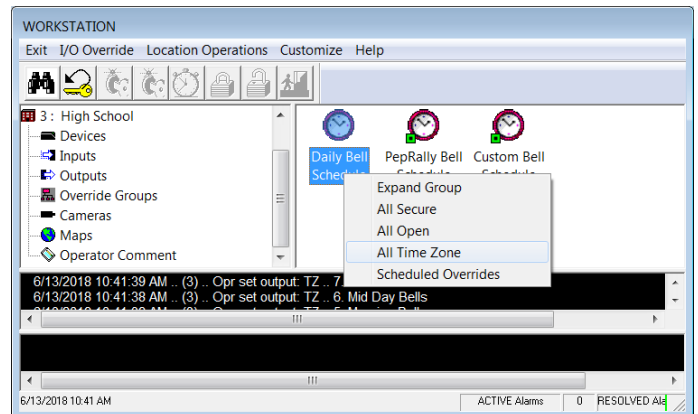 WORKSTATION
Exit I/O Override Location Operations Customize Help
3 : High School
Devices
Inputs
Outputs
Override Groups
Cameras
Maps
Operator Comment
Daily Bell
Schedule
PepRally Bell
Schedule
Custom Bell
Schedule
Expand Group
All Secure
All Open
All Time Zone
Scheduled Overrides
6/13/2018 10:41:39 AM .. (3) .. Opr set output: TZ .. 7.
6/13/2018 10:41:38 AM .. (3) .. Opr set output: TZ .. 6. Mid Day Bells
6/13/2018 10:41 AM
ACTIVE Alarms 0 RESOLVED Ala